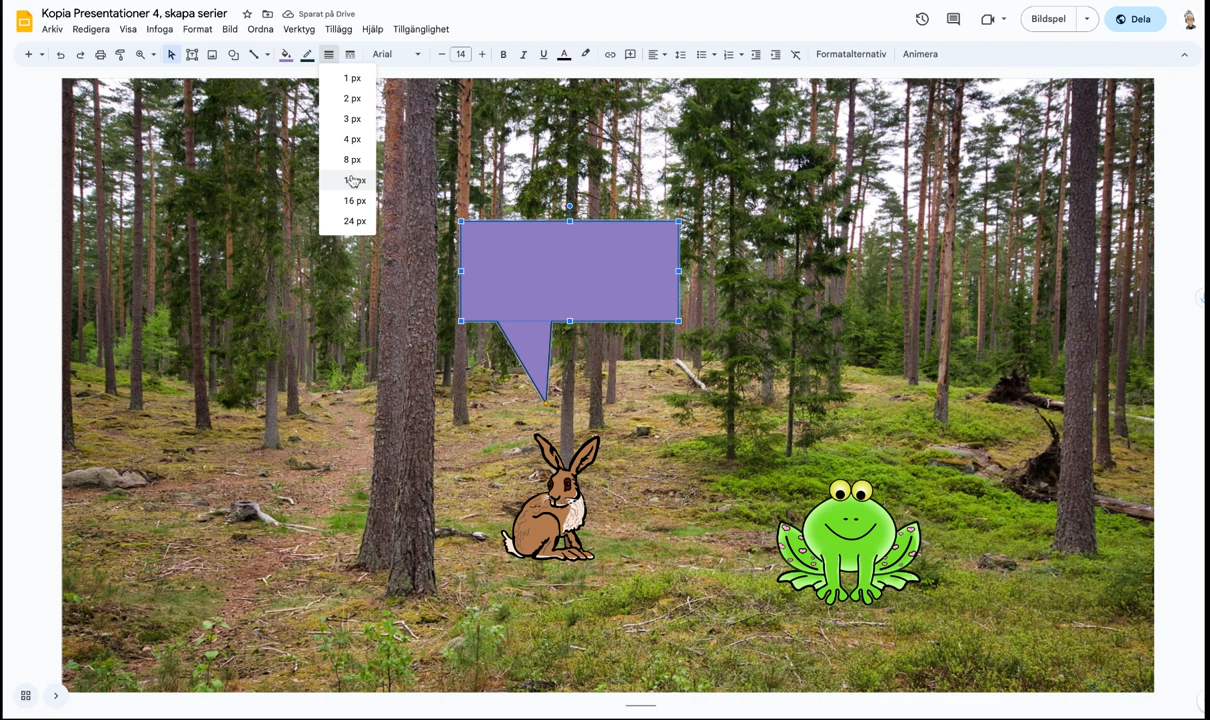 Kopia Presentationer 4, skapa serier
Sparat på Drive
Arkiv Redigera Visa Infoga Format Bild Ordna Verktyg Tillägg Hjälp Tillgänglighet
Bildspel
Dela
Arial
14
B I U A
Formatalternativ
Animera
1 px
2 px
3 px
4 px
8 px
px
16 px
24 px